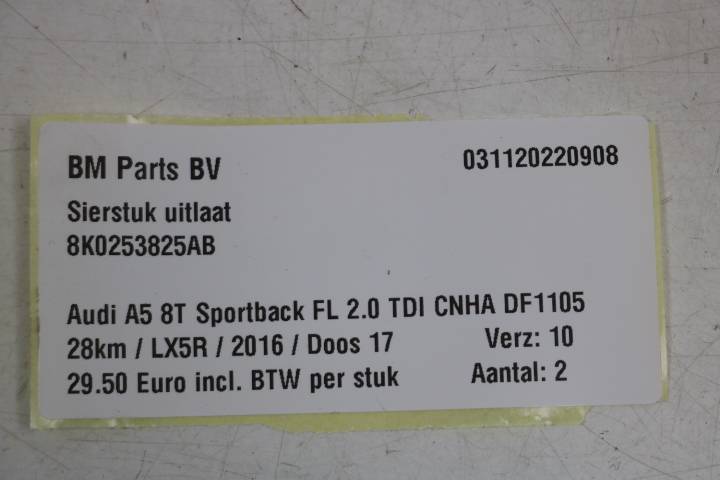 BM Parts BV 031120220908
Sierstuk uitlaat
8K0253825AB
Audi A5 8T Sportback FL 2.0 TDI CNHA DF1105
28km / LX5R / 2016 / Doos 17 Verz: 10
29.50 Euro incl. BTW per stuk Aantal: 2